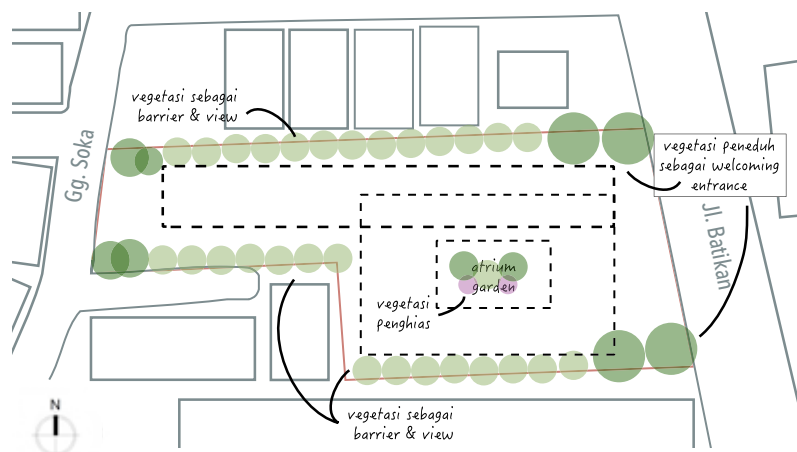 vegetasi sebagai
barrier & view
vegetasi peneduh
sebagai welcoming
entrance
Gg. Soka
Jl. Batikan
atrium
garden
vegetasi
penghias
vegetasi sebagai
barrier & view
N